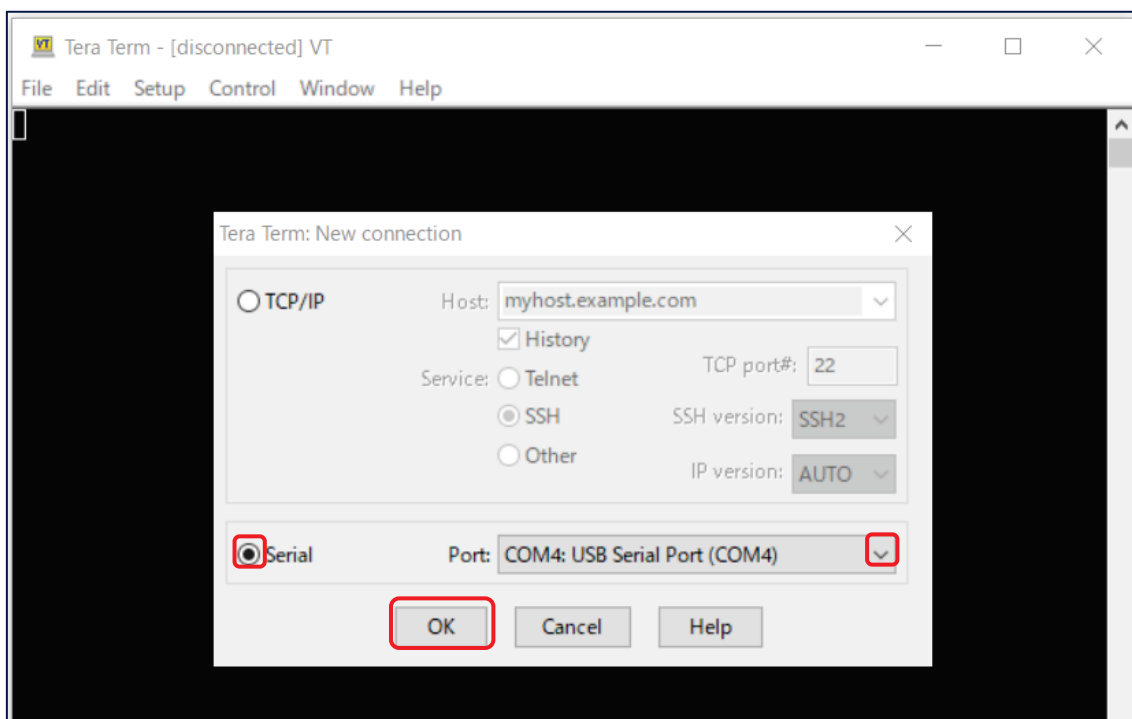 VT Tera Term - [disconnected] VT
File Edit Setup Control Window Help
Tera Term: New connection
TCP/IP Host: myhost.example.com
History
Service: Telnet TCP port#: 22
SSH SSH version: SSH2
Other IP version: AUTO
Serial Port: COM4: USB Serial Port (COM4)
OK Cancel Help